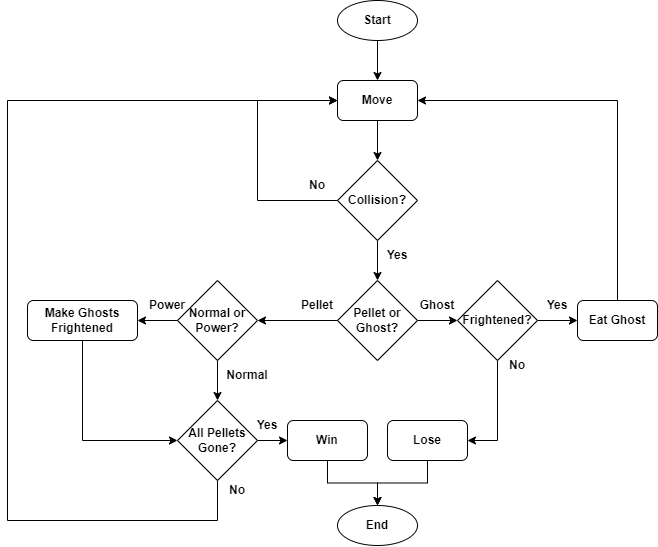 Start
Move
No
Collision?
Yes
Power
Pellet
Ghost
Yes
Make Ghosts
Frightened
Normal or
Power?
Pellet or
Ghost?
Frightened?
Eat Ghost
No
Normal
Yes
All Pellets
Gone?
Win
Lose
No
End